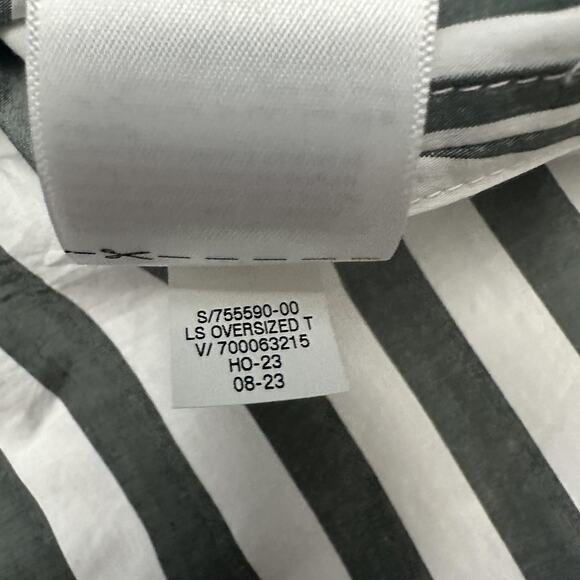 S/755590-00
LS OVERSIZED T
V/ 700063215
HO-23
08-23